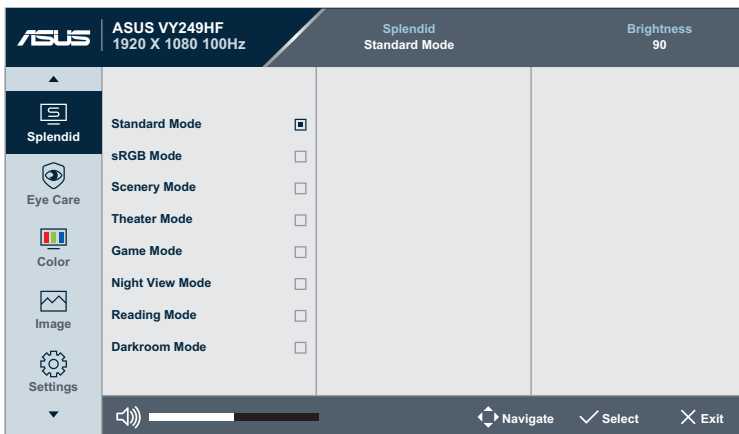 ASUS
ASUS VY249HF
1920 X 1080 100Hz
Splendid
Standard Mode
Brightness
90
Splendid
Eye Care
Color
Image
Settings
Standard Mode
sRGB Mode
Scenery Mode
Theater Mode
Game Mode
Night View Mode
Reading Mode
Darkroom Mode
Navigate
Select
Exit